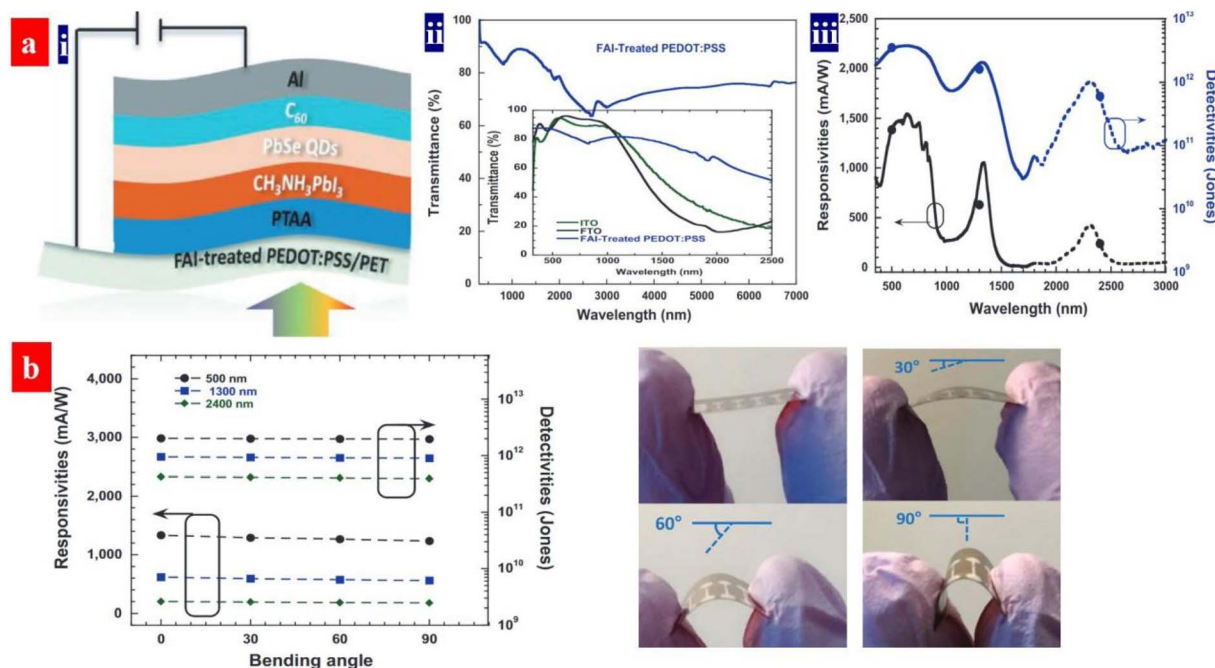 a
i
Al
C60
PbSe QDs
CH3NH3PbI3
PTAA
FAI-treated PEDOT:PSS/PET
ii
FAI-Treated PEDOT:PSS
Transmittance (%)
100
80
60
40
20
0
1000 2000 3000 4000 5000 6000 7000
Wavelength (nm)
Transmittance (%)
100
80
60
40
20
0
ITO
FTO
FAI-Treated PEDOT:PSS
500 1000 1500 2000 2500
Wavelength (nm)
iii
Responsivities (mA/W)
2,500
2,000
1,500
1,000
500
0
500 1000 1500 2000 2500 3000
Wavelength (nm)
10^13
10^12
10^11
10^10
10^9
Detectivities (Jones)
b
Responsivities (mA/W)
4,000
3,000
2,000
1,000
0
500 nm
1300 nm
2400 nm
0 30 60 90
Bending angle
10^13
10^12
10^11
10^10
10^9
Detectivities (Jones)
30°
60°
90°